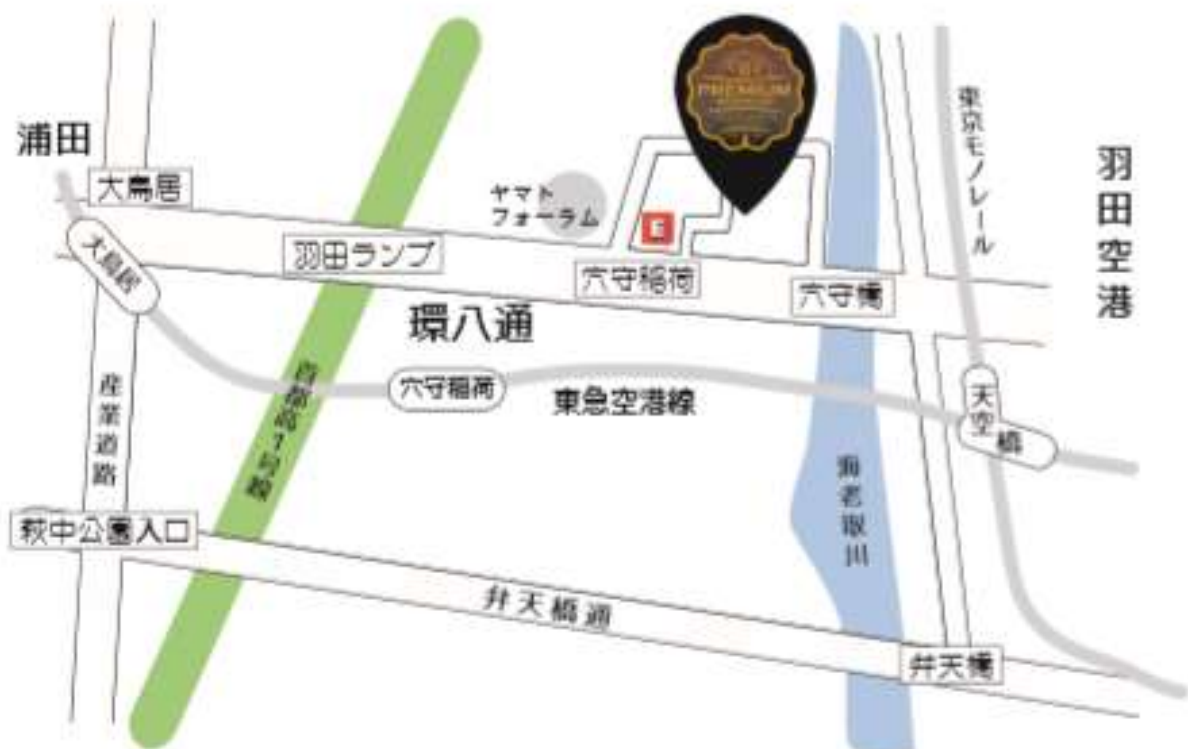 浦田
大鳥居
大鳥居
羽田ランプ
ヤマト
フォーラム
PREMIUM
穴守稲荷
穴守橋
東京モノレール
羽田空港
環八通
産業道路
首都高1号線
穴守稲荷
東急空港線
天空橋
海老取川
萩中公園入口
弁天橋通
弁天橋